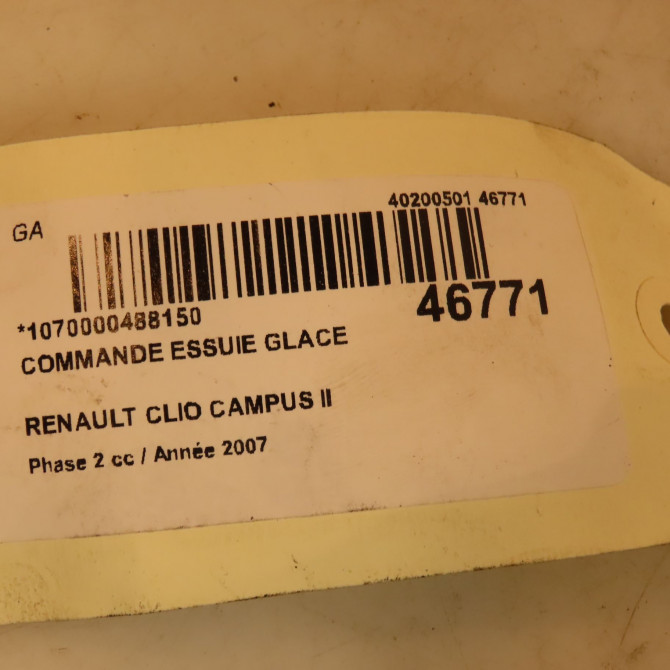 40200501 46771
GA
*1070000488150
46771
COMMANDE ESSUIE GLACE
RENAULT CLIO CAMPUS II
Phase 2 cc / Année 2007